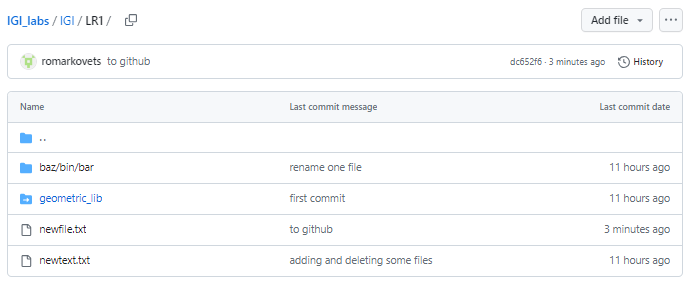 IGI_labs / IGI / LR1 /
Add file
romarkovets to github
dc652f6 · 3 minutes ago History
Name Last commit message Last commit date
..
baz/bin/bar rename one file 11 hours ago
geometric_lib first commit 11 hours ago
newfile.txt to github 3 minutes ago
newtext.txt adding and deleting some files 11 hours ago